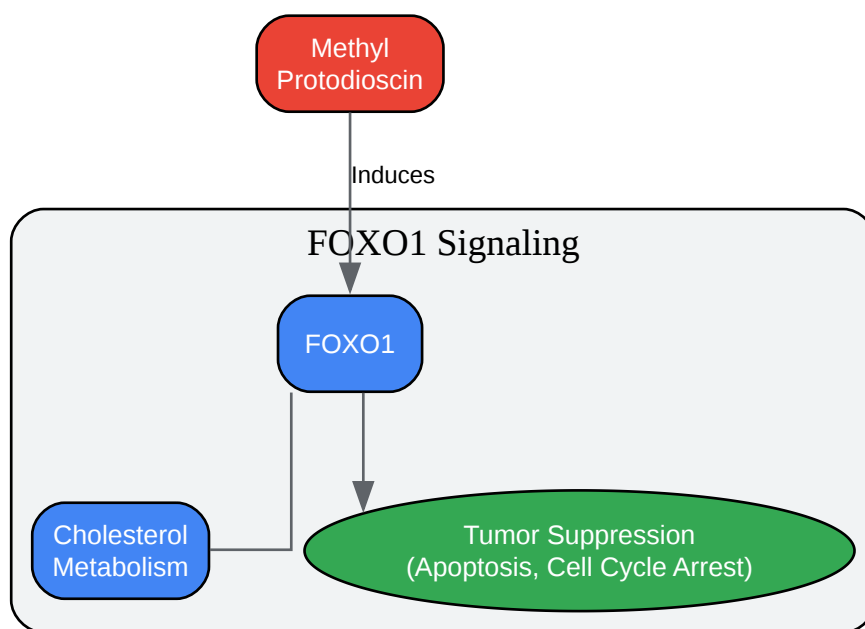 Methyl
Protodioscin
Induces
FOXO1 Signaling
FOXO1
Cholesterol
Metabolism
Tumor Suppression
(Apoptosis, Cell Cycle Arrest)